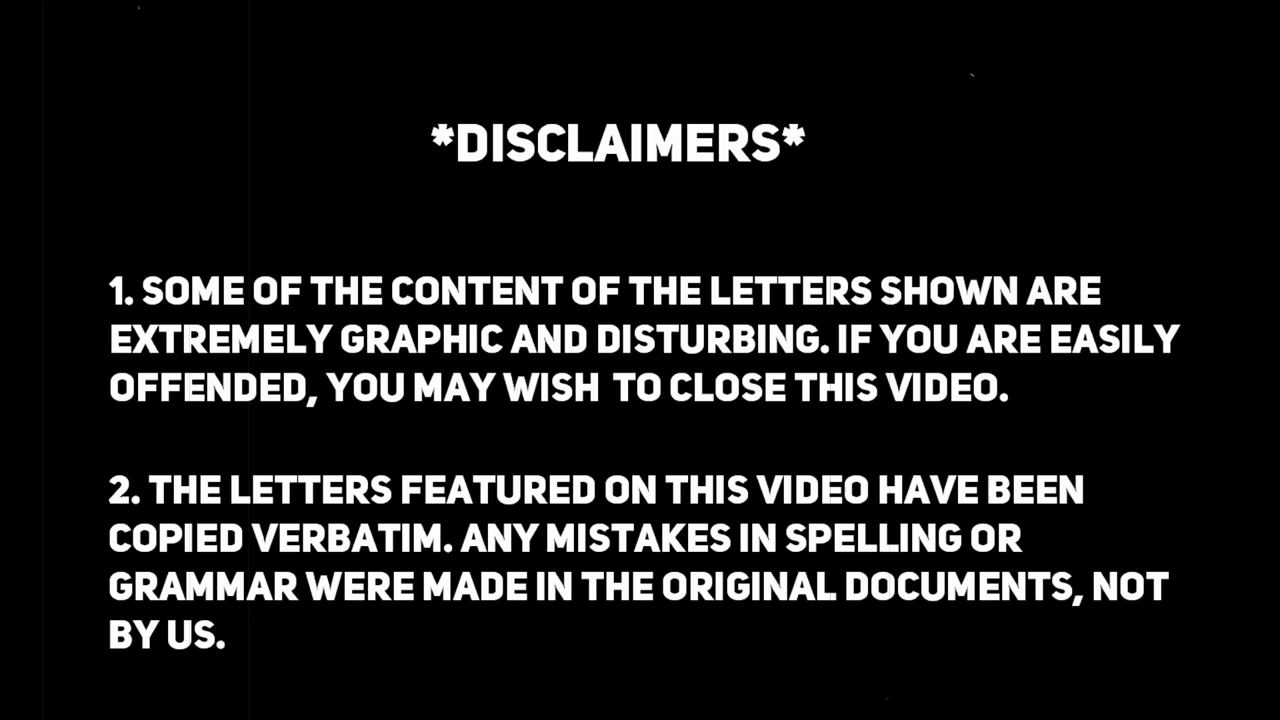 *DISCLAIMERS*
1. SOME OF THE CONTENT OF THE LETTERS SHOWN ARE
EXTREMELY GRAPHIC AND DISTURBING. IF YOU ARE EASILY
OFFENDED, YOU MAY WISH TO CLOSE THIS VIDEO.
2. THE LETTERS FEATURED ON THIS VIDEO HAVE BEEN
COPIED VERBATIM. ANY MISTAKES IN SPELLING OR
GRAMMAR WERE MADE IN THE ORIGINAL DOCUMENTS, NOT
BY US.